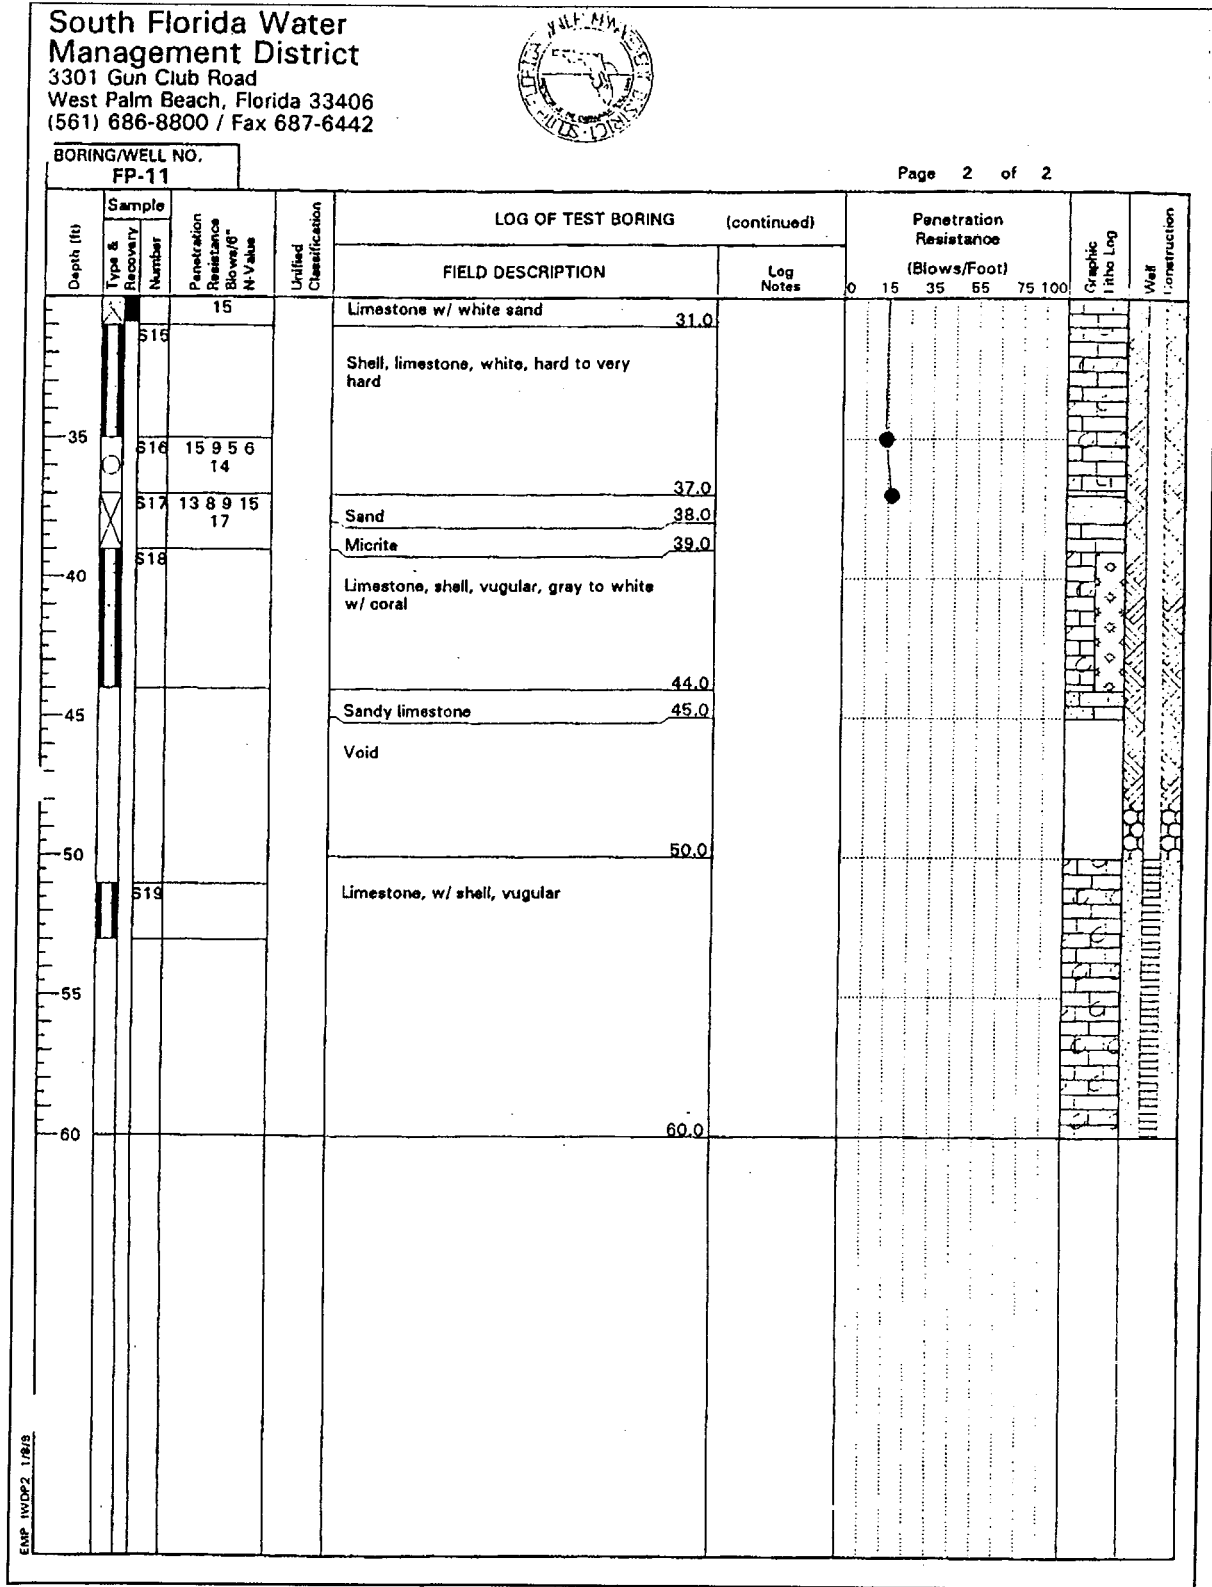 South Florida Water
Management District
3301 Gun Club Road
West Palm Beach, Florida 33406
(561) 686-8800 / Fax 687-6442
BORING/WELL NO.
FP-11
Page 2 of 2
Depth (ft)
Sample
Type &
Recovery
Number
Penetration
Resistance
Blows/6"
N-Value
Unified
Classification
LOG OF TEST BORING (continued)
FIELD DESCRIPTION
Log
Notes
Penetration
Resistance
(Blows/Foot)
0 15 35 55 75 100
Graphic
Litho Log
Well
Construction
15
Limestone w/ white sand
31.0
S15
Shell, limestone, white, hard to very
hard
35
S16
15 9 5 6
14
37.0
S17
13 8 9 15
17
Sand
38.0
Micrite
39.0
S18
40
Limestone, shell, vugular, gray to white
w/ coral
44.0
45
Sandy limestone
45.0
Void
50
50.0
S19
Limestone, w/ shell, vugular
55
60
60.0
EMP 1WDP2 1/8/9